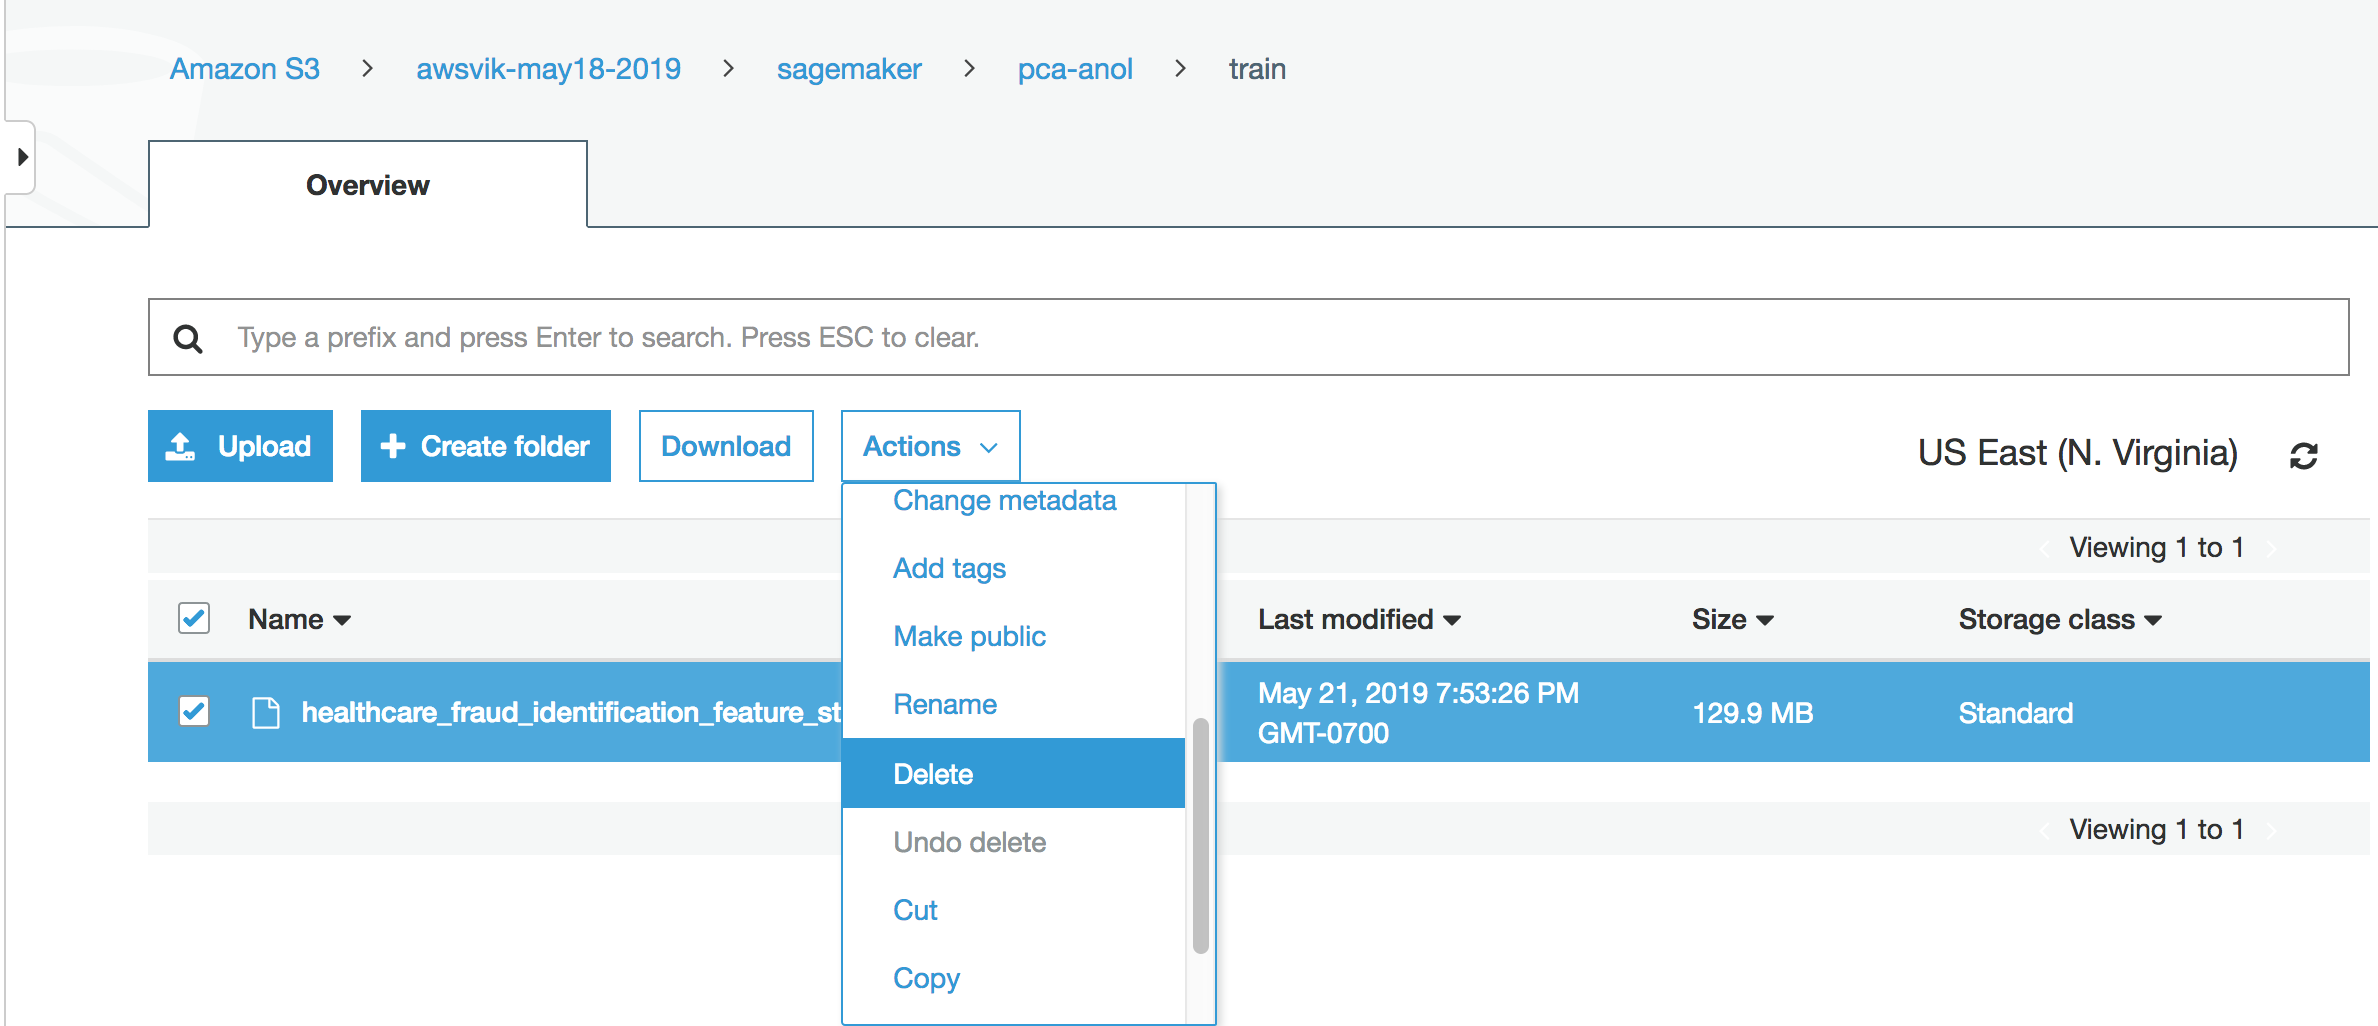 Amazon S3 > awsvik-may18-2019 > sagemaker > pca-anol > train
Overview
Type a prefix and press Enter to search. Press ESC to clear.
Upload Create folder Download Actions US East (N. Virginia)
Change metadata
Add tags
Make public
Rename
Delete
Undo delete
Cut
Copy
Viewing 1 to 1
Name Last modified Size Storage class
healthcare_fraud_identification_feature_st May 21, 2019 7:53:26 PM GMT-0700 129.9 MB Standard
Viewing 1 to 1